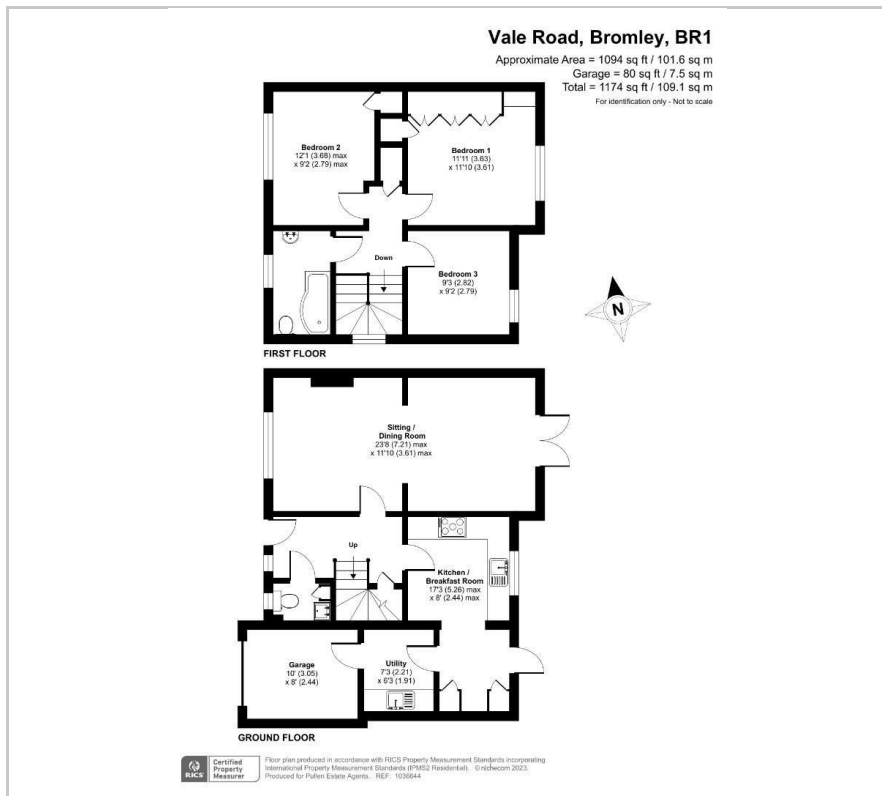 Vale Road, Bromley, BR1
Approximate Area = 1094 sq ft / 101.6 sq m
Garage = 80 sq ft / 7.5 sq m
Total = 1174 sq ft / 109.1 sq m
For identification only - Not to scale
Bedroom 2
12'1 (3.68) max
x 9'2 (2.79) max
Bedroom 1
11'11 (3.63)
x 11'10 (3.61)
Down
Bedroom 3
9'3 (2.82)
x 9'2 (2.79)
N
FIRST FLOOR
Sitting /
Dining Room
23'8 (7.21) max
x 11'10 (3.61) max
Up
Kitchen /
Breakfast Room
17'3 (5.26) max
x 8' (2.44) max
Garage
10' (3.05)
x 8' (2.44)
Utility
7'3 (2.21)
x 6'3 (1.91)
GROUND FLOOR
RICS
Certified
Property
Measurer
Floor plan produced in accordance with RICS Property Measurement Standards incorporating
International Property Measurement Standards (IPMS2 Residential). © nichecom 2023.
Produced for Pullen Estate Agents. REF: 1036644